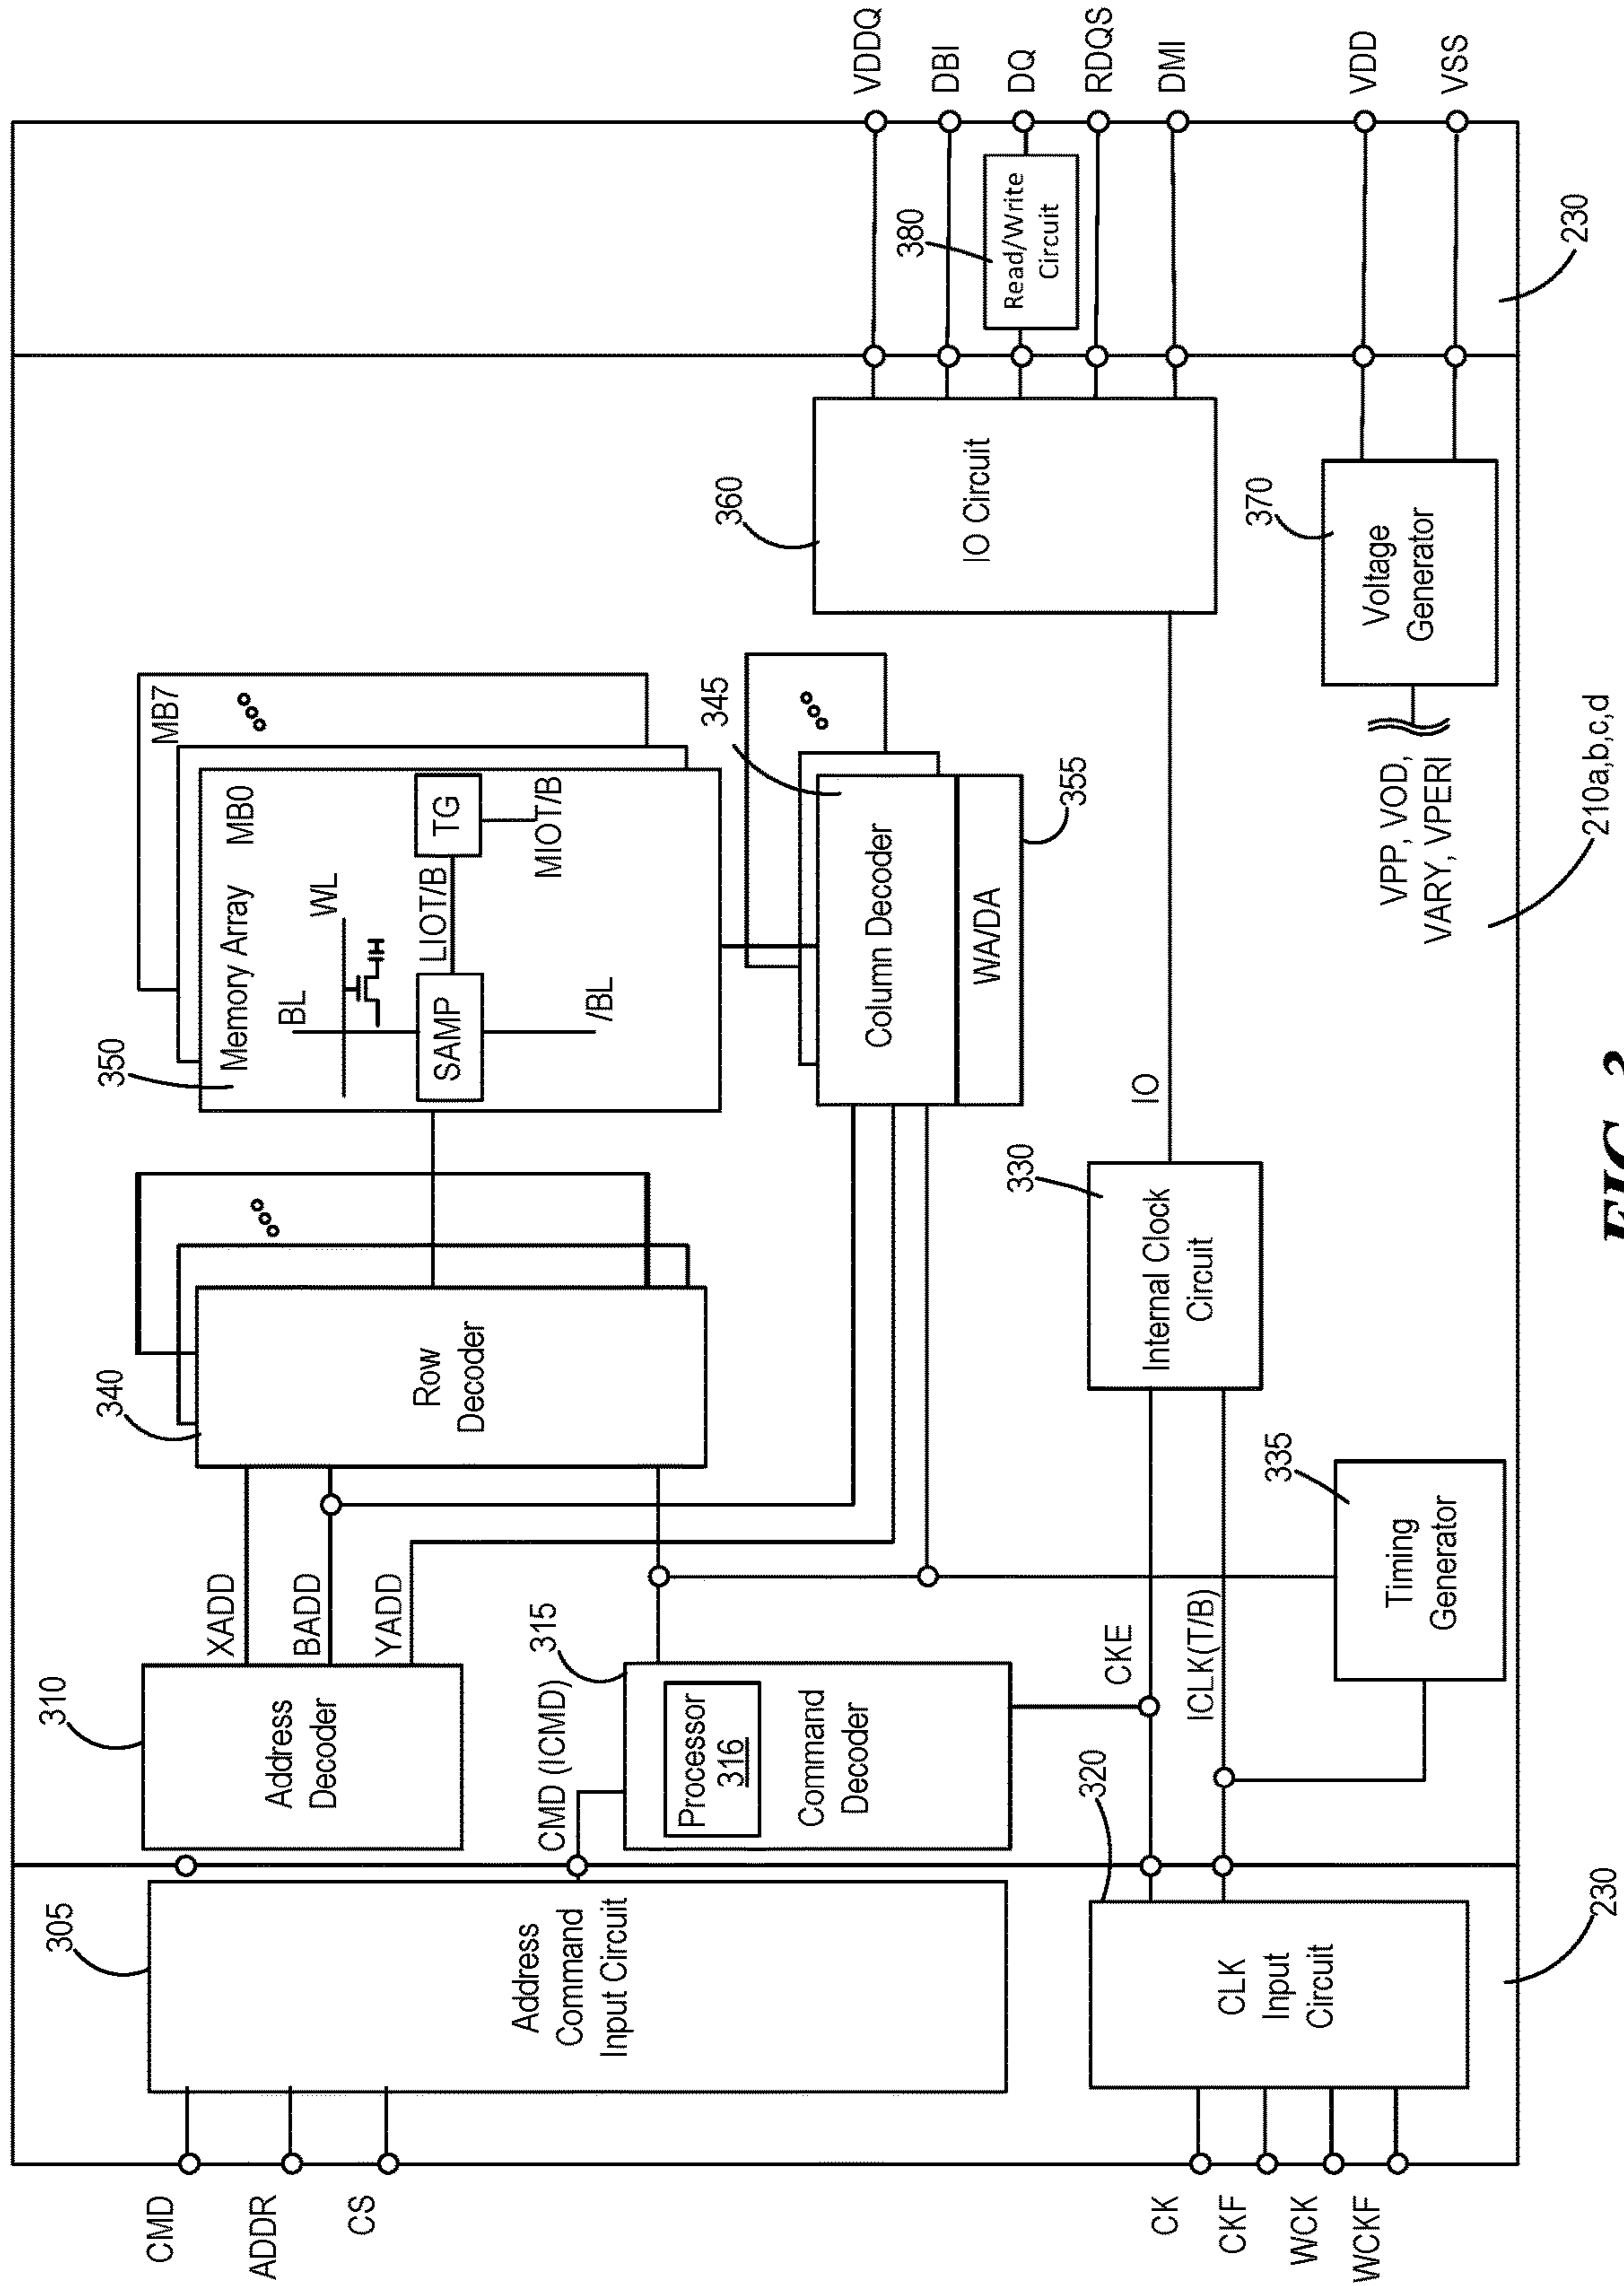 CMD
ADDR
CS
CK
CKF
WCK
WCKF
305
Address
Command
Input Circuit
320
CLK
Input
Circuit
230
310
Address
Decoder
XADD
BADD
YADD
CMD (ICMD)
315
Processor
316
Command
Decoder
CKE
ICLK(T/B)
335
Timing
Generator
340
Row
Decoder
330
Internal Clock
Circuit
IO
350
Memory Array
MB0
MB7
BL
WL
SAMP
LIOT/B
TG
MIOT/B
/BL
345
Column Decoder
WA/DA
355
360
IO Circuit
370
Voltage
Generator
VPP, VOD,
VARY, VPERI
210a,b,c,d
380
Read/Write
Circuit
230
VDDQ
DBI
DQ
RDQS
DMI
VDD
VSS